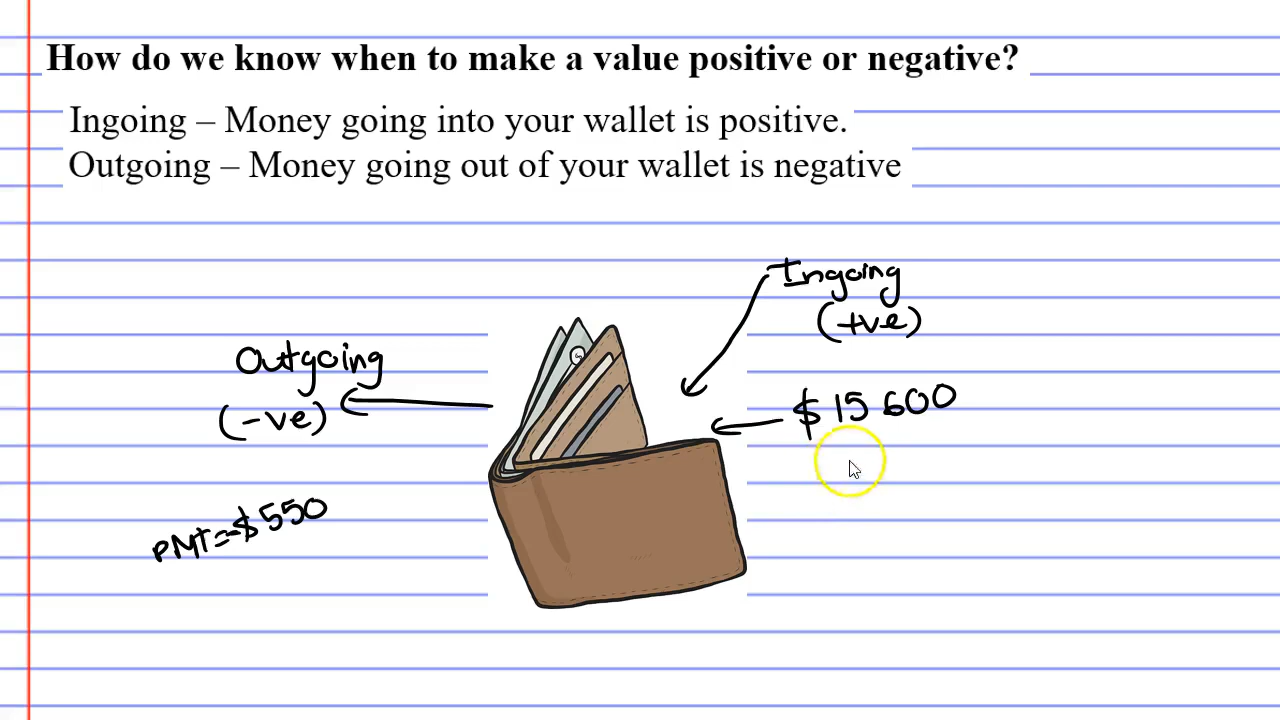 How do we know when to make a value positive or negative?
Ingoing – Money going into your wallet is positive.
Outgoing – Money going out of your wallet is negative
Ingoing
(+ve)
Outgoing
(-ve)
$ 15 600
PMT=-$550